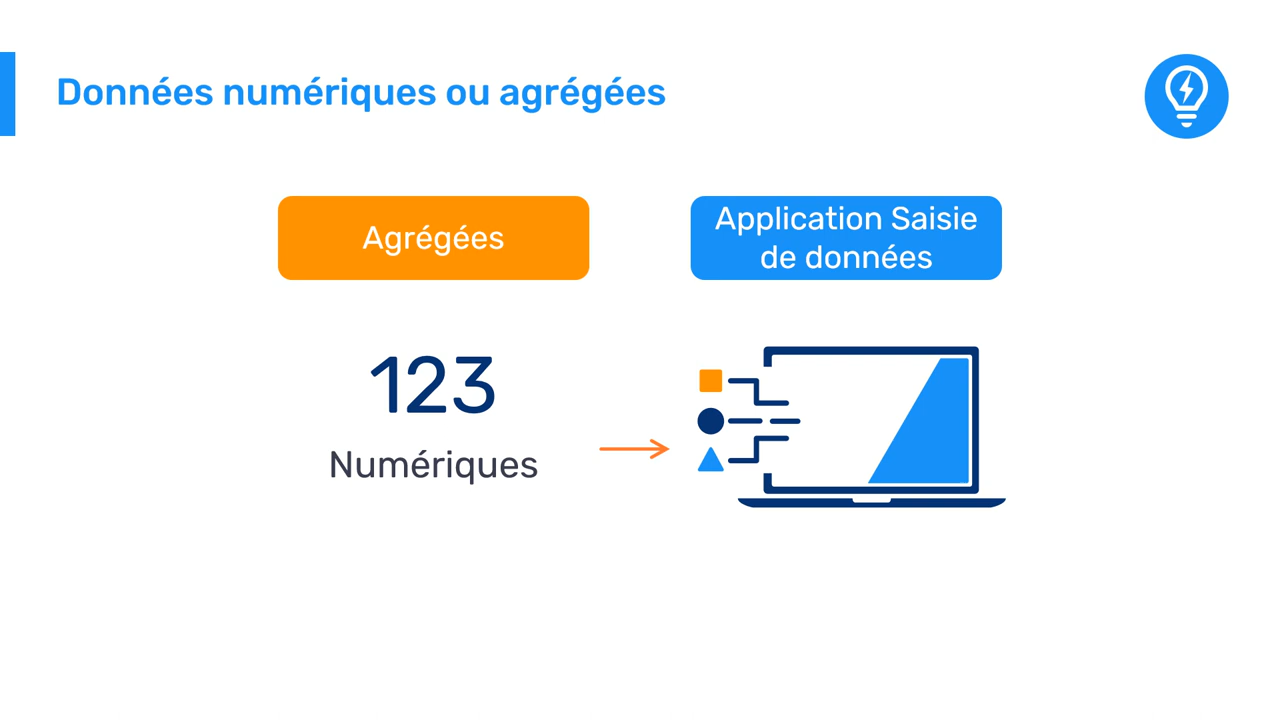 Données numériques ou agrégées
Agrégées
Application Saisie
de données
123
Numériques